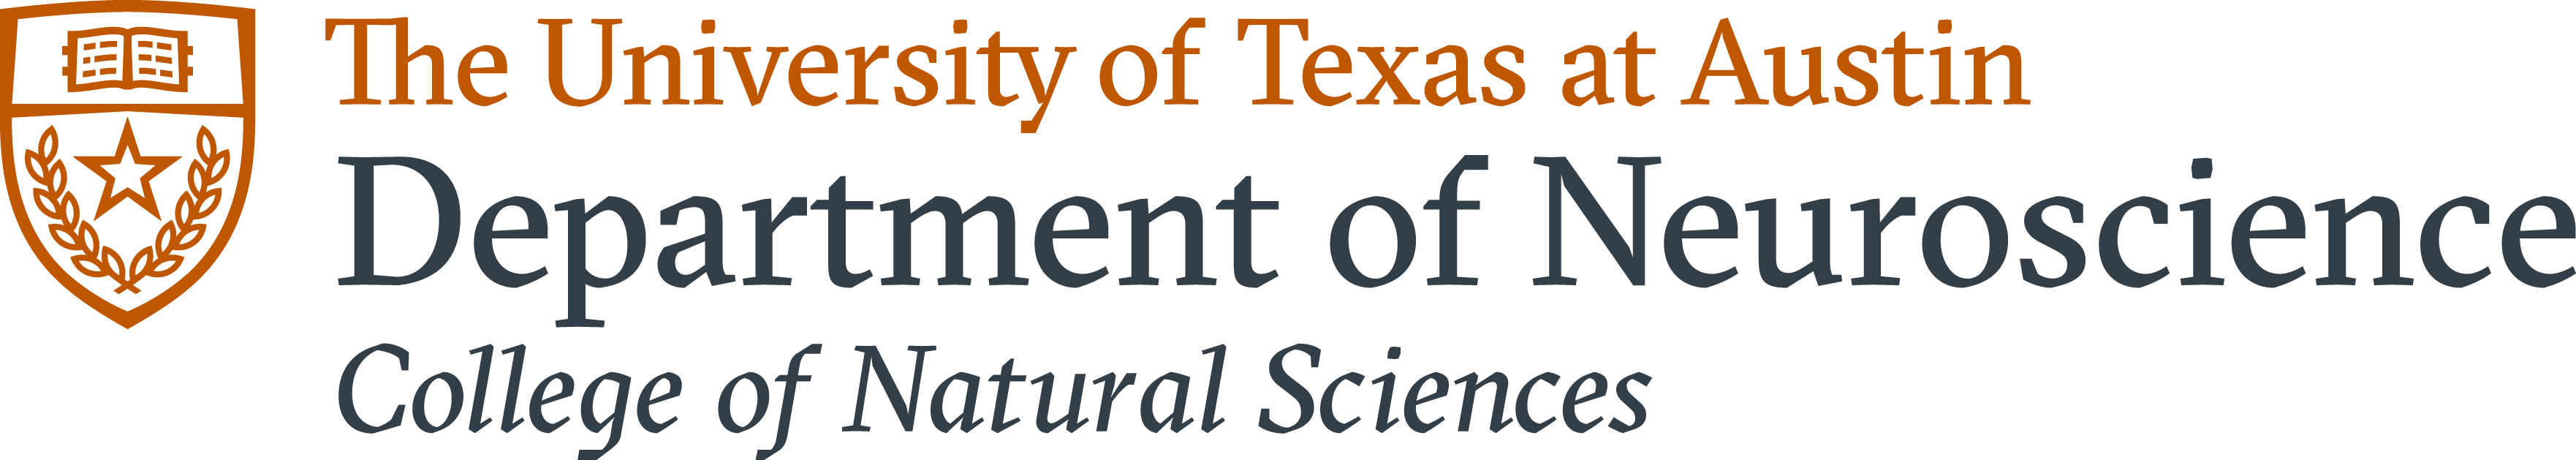 The University of Texas at Austin
Department of Neuroscience
College of Natural Sciences